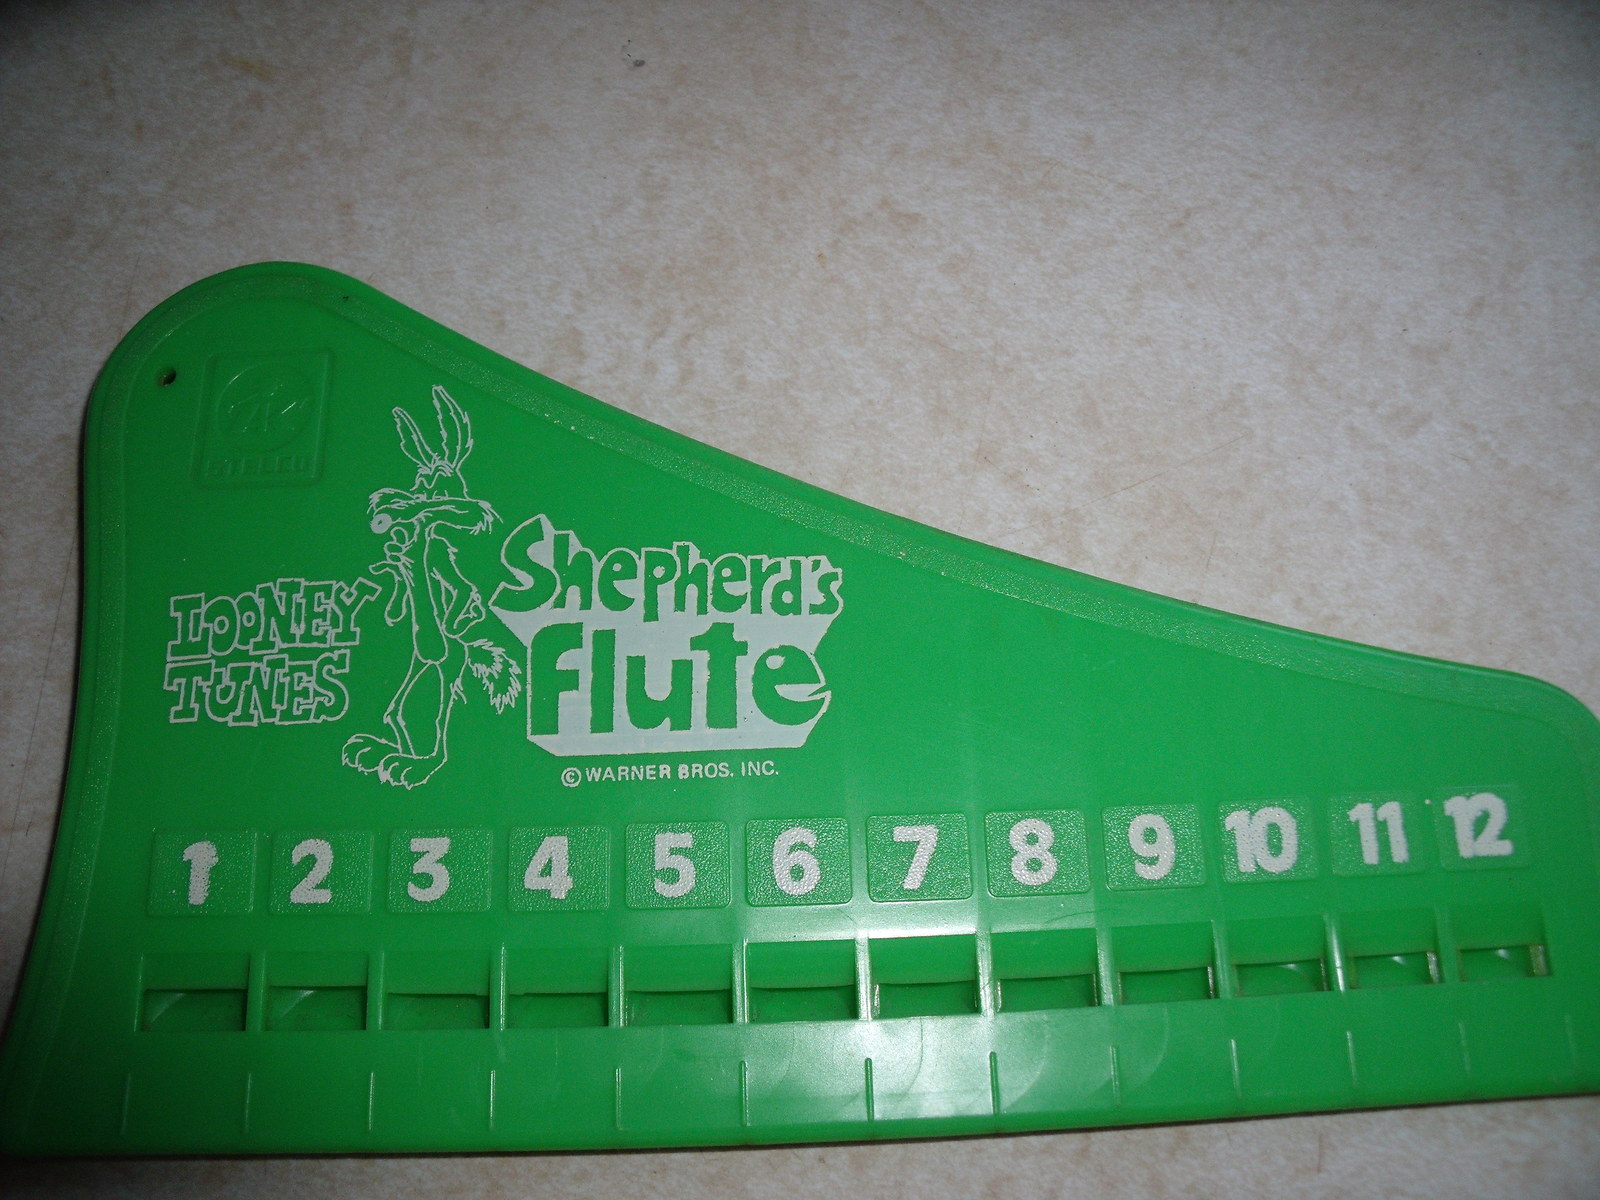 STELCO
LOONEY
TUNES
Shepherd's
flute
© WARNER BROS. INC.
1 2 3 4 5 6 7 8 9 10 11 12